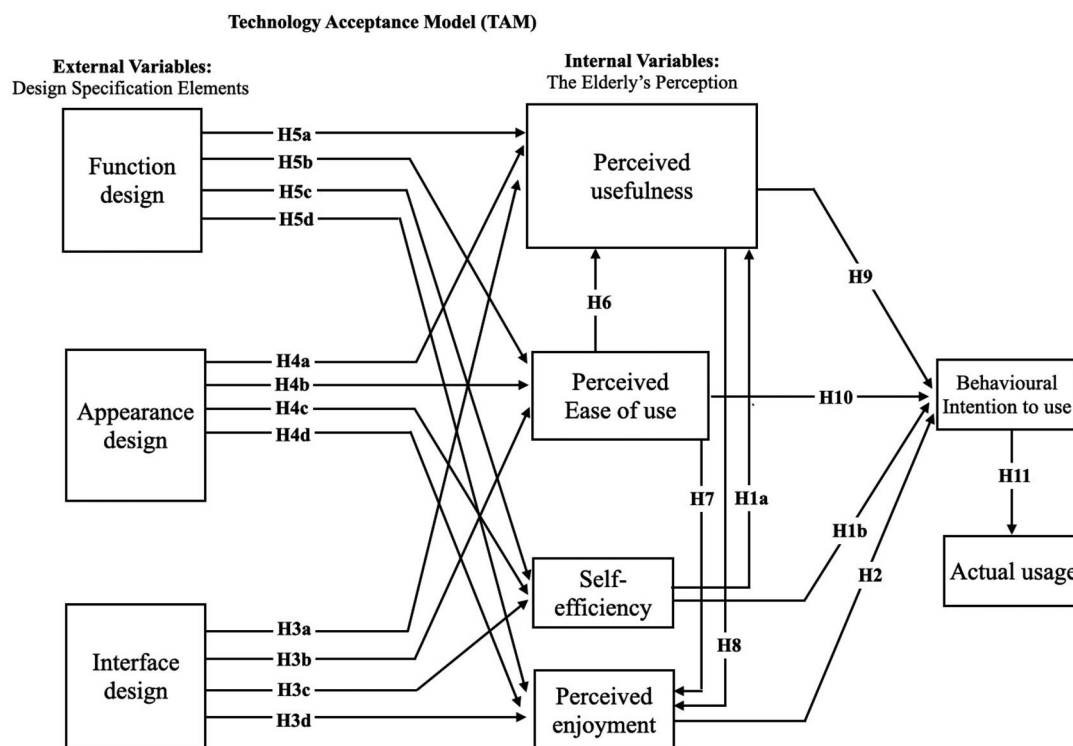 Technology Acceptance Model (TAM)
External Variables:
Design Specification Elements
Internal Variables:
The Elderly's Perception
Function
design
H5a
H5b
H5c
H5d
Perceived
usefulness
H9
H6
Appearance
design
H4a
H4b
H4c
H4d
Perceived
Ease of use
H10
Behavioural
Intention to use
H11
H7
H1a
H1b
H2
Actual usage
Self-
efficiency
H8
Interface
design
H3a
H3b
H3c
H3d
Perceived
enjoyment